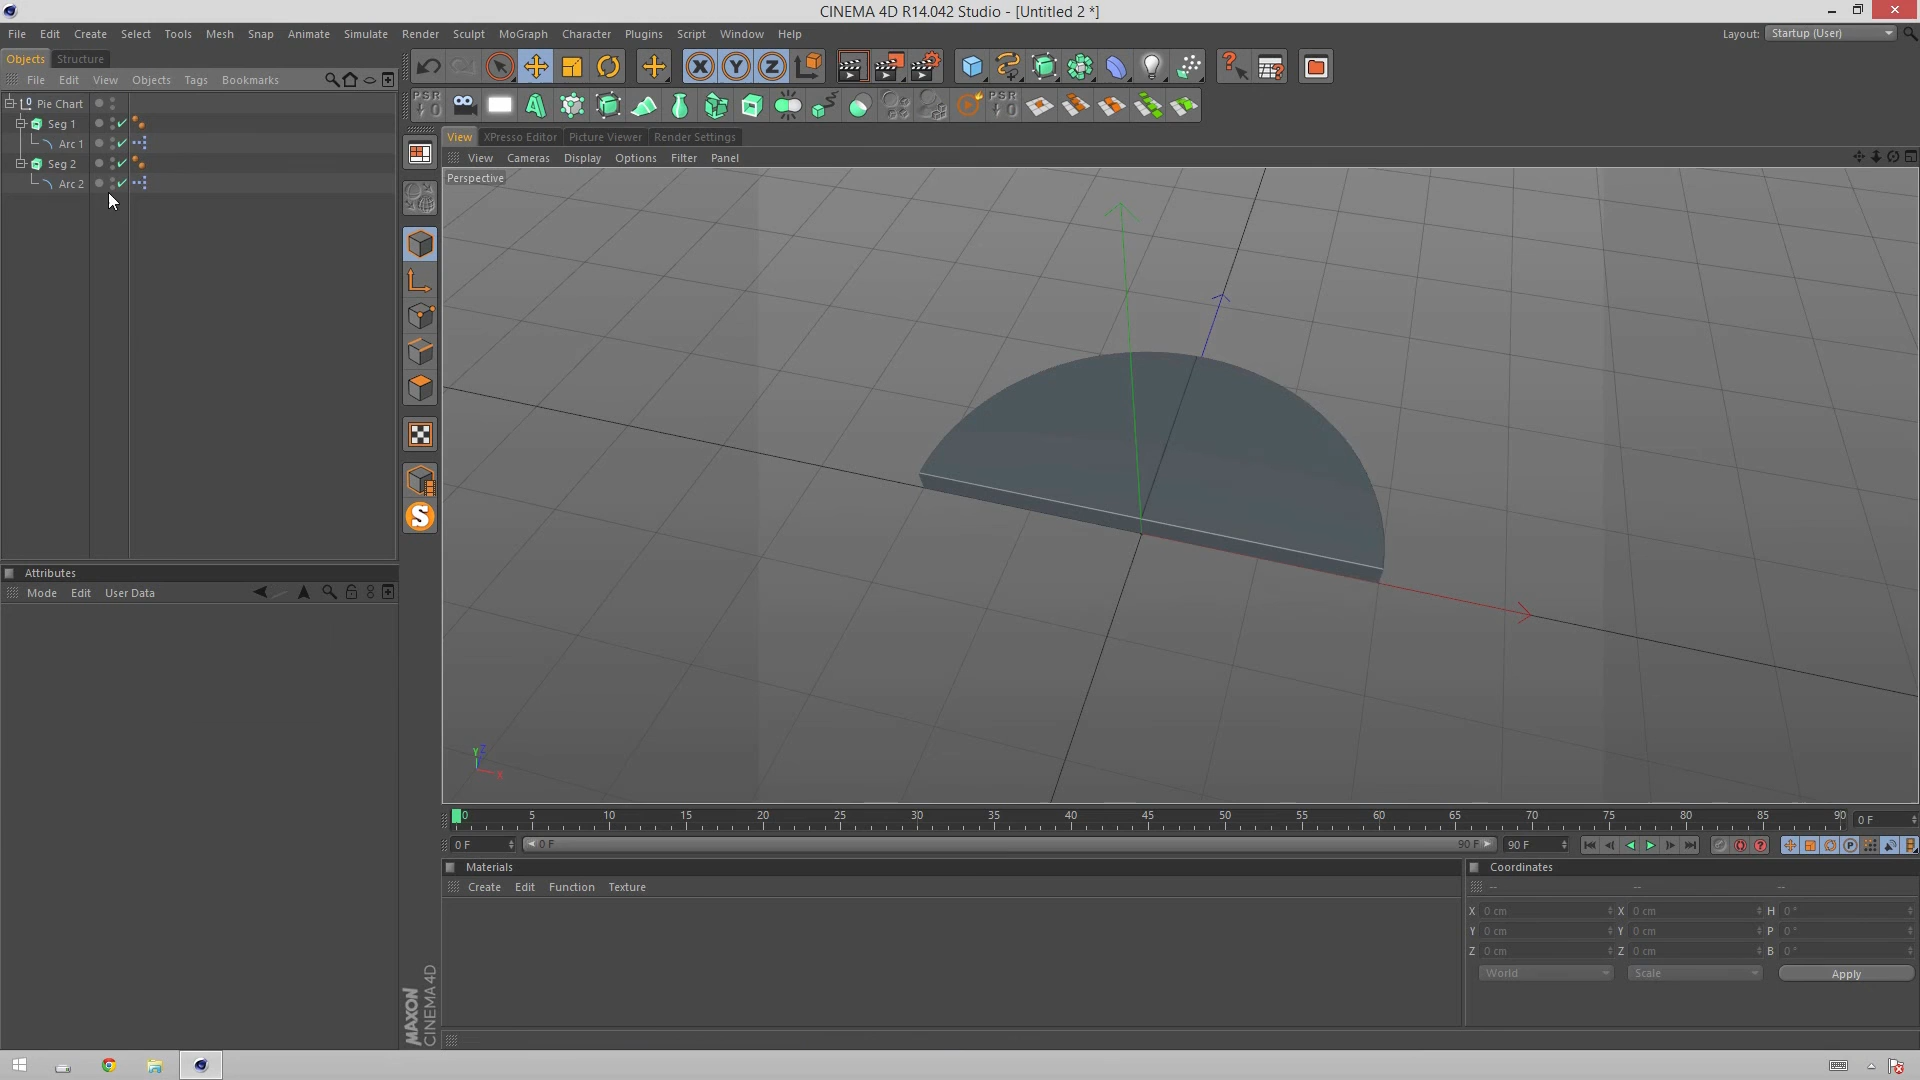 CINEMA 4D R14.042 Studio - [Untitled 2 *]
File Edit Create Select Tools Mesh Snap Animate Simulate Render Sculpt MoGraph Character Plugins Script Window Help
Layout: Startup (User)
Objects Structure
File Edit View Objects Tags Bookmarks
Pie Chart
Seg 1
Arc 1
Seg 2
Arc 2
PSR
PSR
View XPresso Editor Picture Viewer Render Settings
View Cameras Display Options Filter Panel
Perspective
Y Z
X
Attributes
Mode Edit User Data
0 5 10 15 20 25 30 35 40 45 50 55 60 65 70 75 80 85 90 0 F
0 F 0 F 90 F 90 F
Materials
Create Edit Function Texture
Coordinates
-- -- --
X 0 cm X 0 cm H 0 °
Y 0 cm Y 0 cm P 0 °
Z 0 cm Z 0 cm B 0 °
World Scale Apply
MAXON
CINEMA 4D